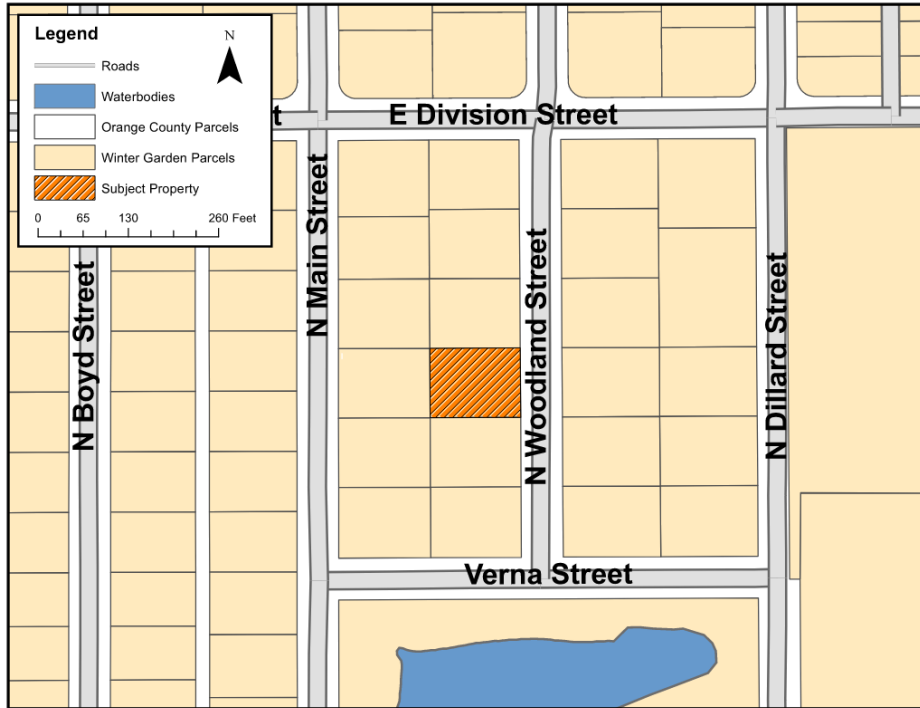 Legend
N
Roads
Waterbodies
Orange County Parcels
Winter Garden Parcels
Subject Property
0 65 130 260 Feet
t
E Division Street
N Main Street
N Woodland Street
N Dillard Street
N Boyd Street
Verna Street